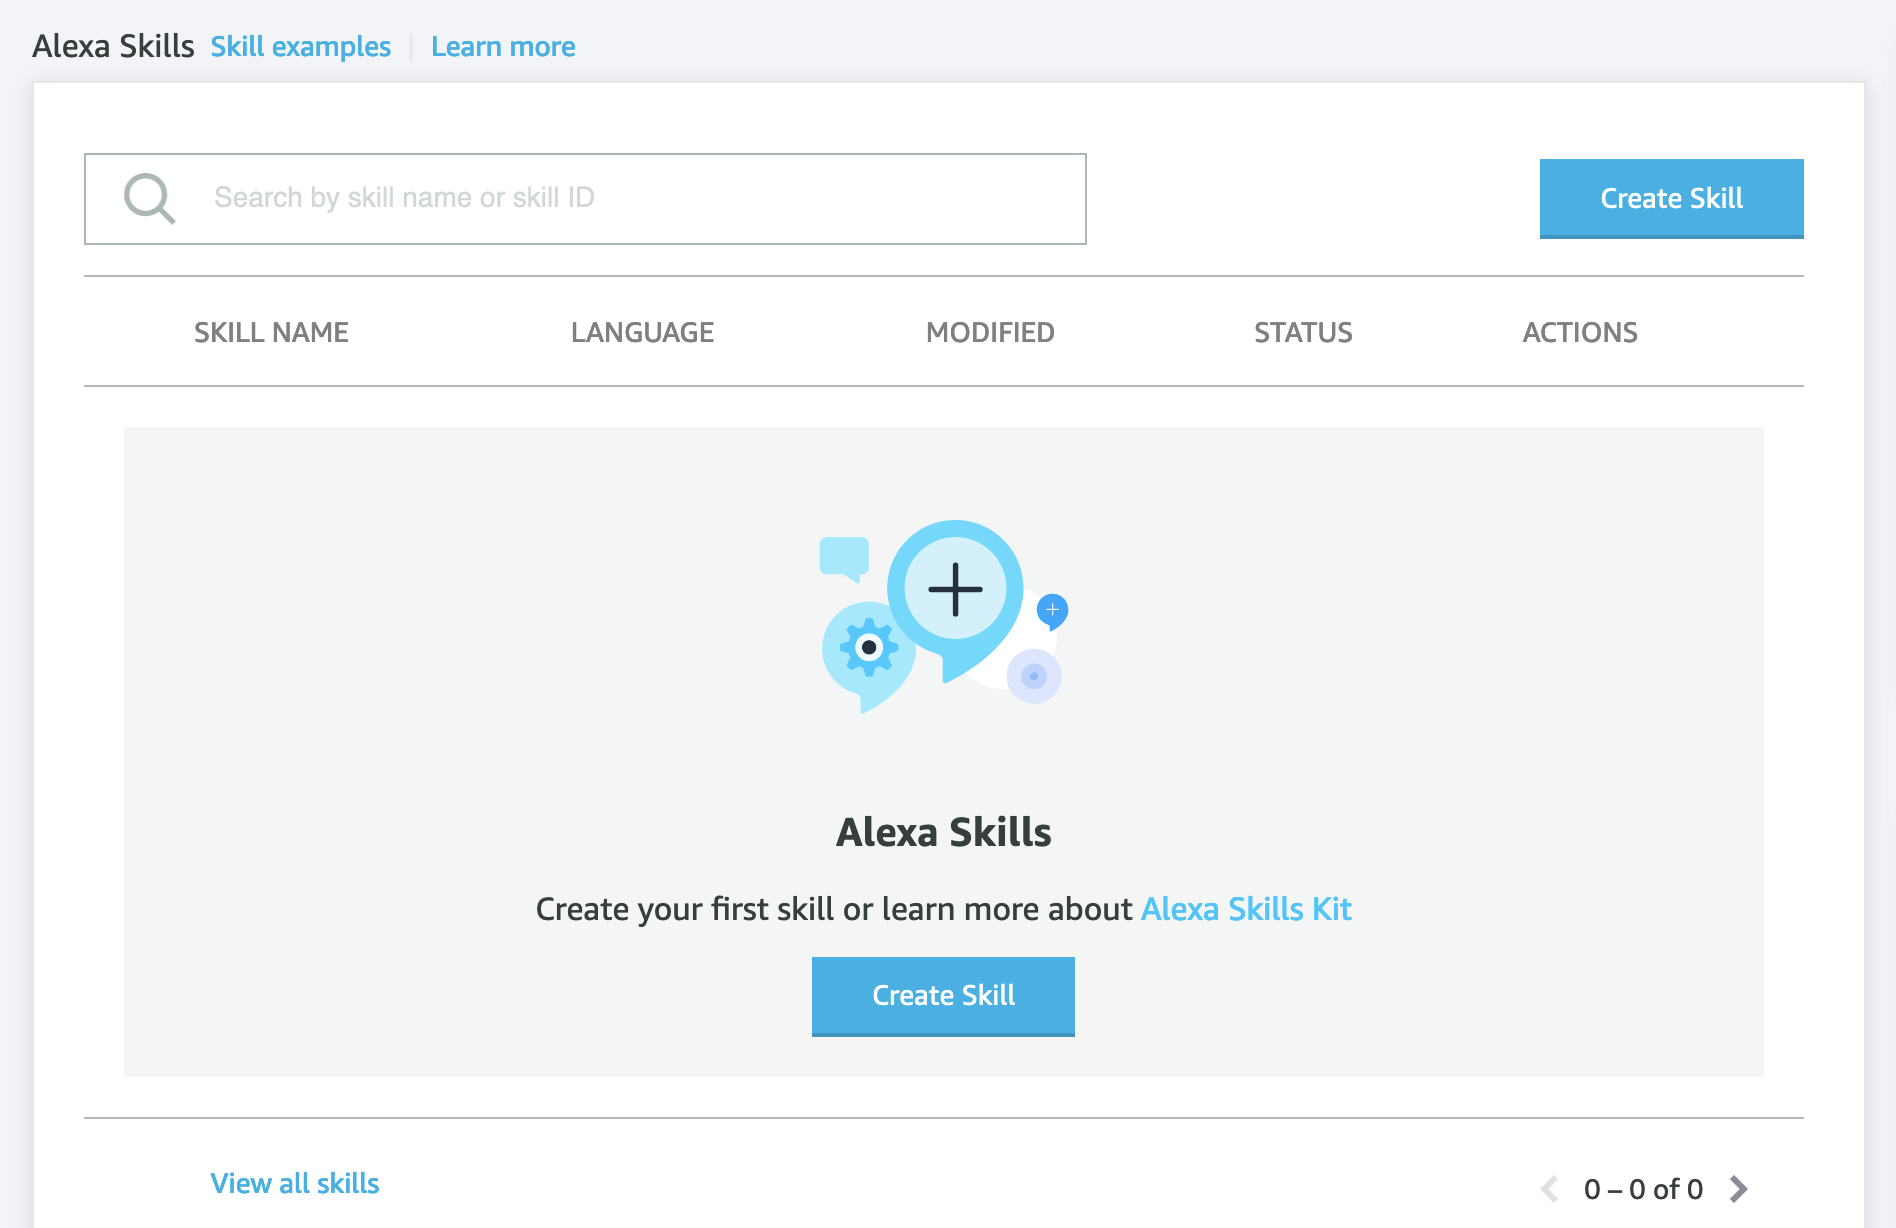 Alexa Skills Skill examples | Learn more
Search by skill name or skill ID
Create Skill
SKILL NAME LANGUAGE MODIFIED STATUS ACTIONS
Alexa Skills
Create your first skill or learn more about Alexa Skills Kit
Create Skill
View all skills
0 – 0 of 0